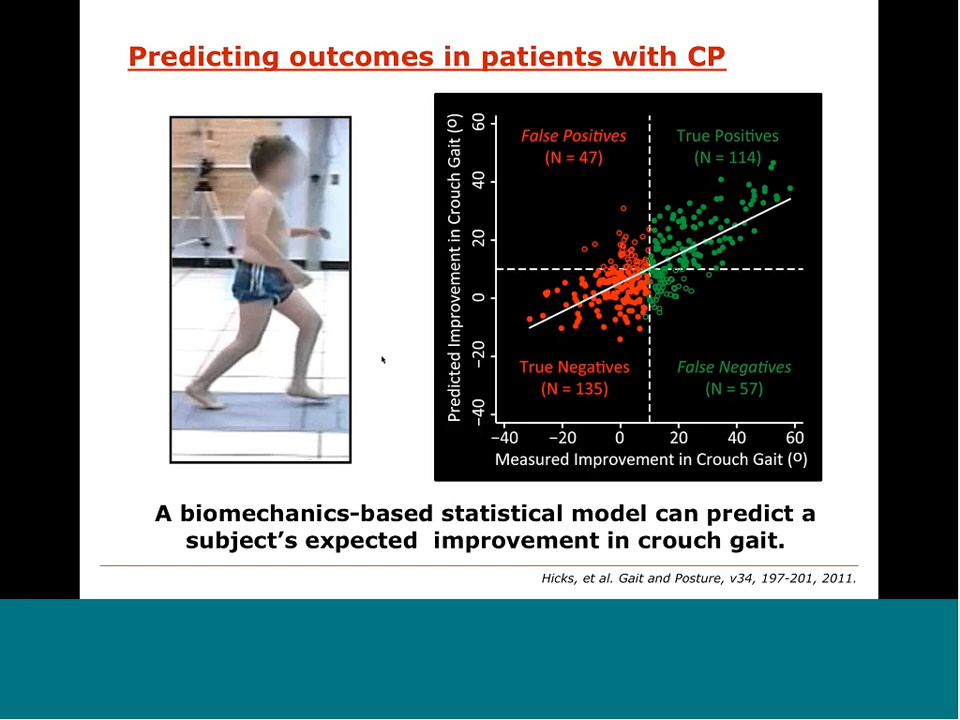 Predicting outcomes in patients with CP
Predicted Improvement in Crouch Gait (º)
60
40
20
0
−20
−40
False Positives
(N = 47)
True Positives
(N = 114)
True Negatives
(N = 135)
False Negatives
(N = 57)
−40 −20 0 20 40 60
Measured Improvement in Crouch Gait (º)
A biomechanics-based statistical model can predict a
subject’s expected improvement in crouch gait.
Hicks, et al. Gait and Posture, v34, 197-201, 2011.